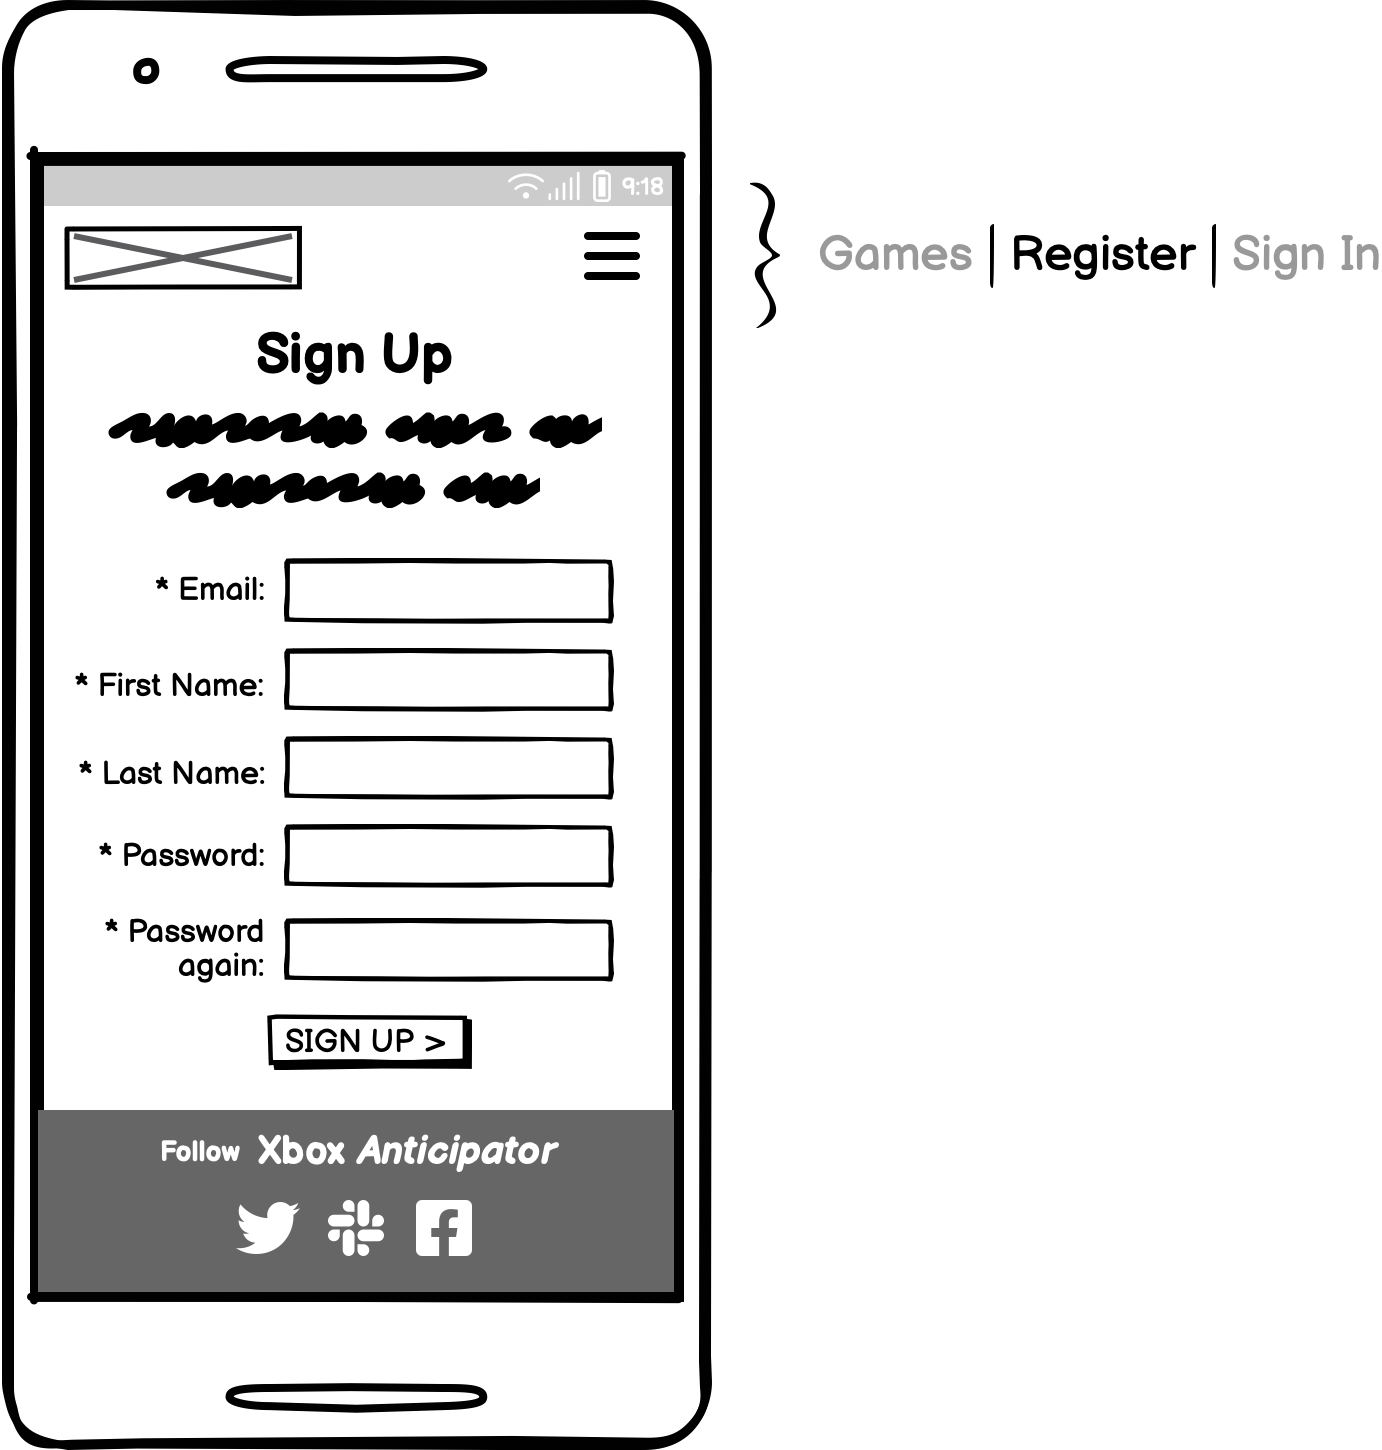 9:18
Games | Register | Sign In
Sign Up
* Email:
* First Name:
* Last Name:
* Password:
* Password
again:
SIGN UP >
Follow Xbox Anticipator